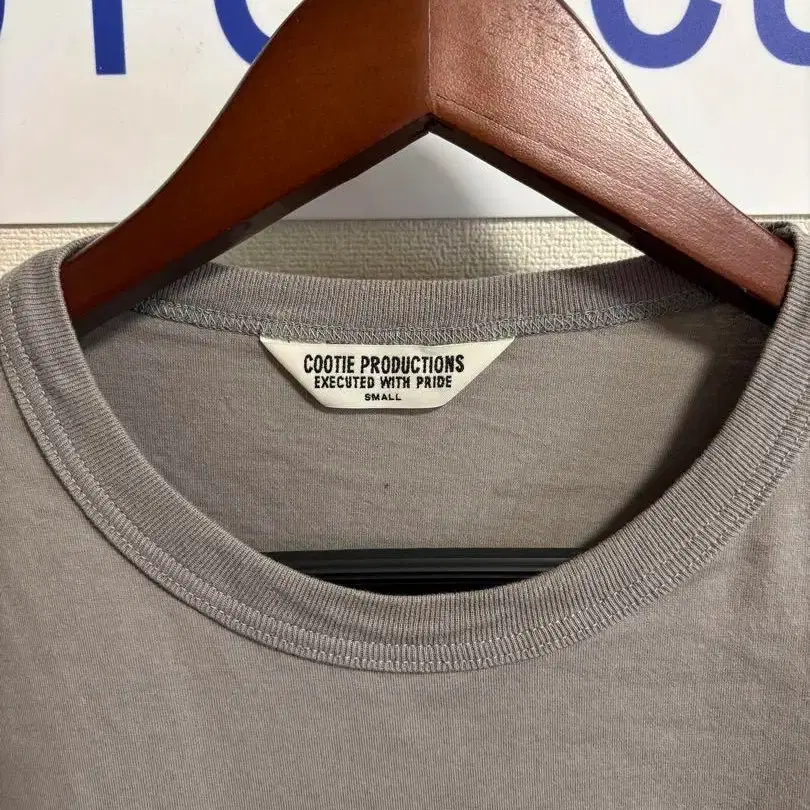 COOTIE PRODUCTIONS
EXECUTED WITH PRIDE
SMALL